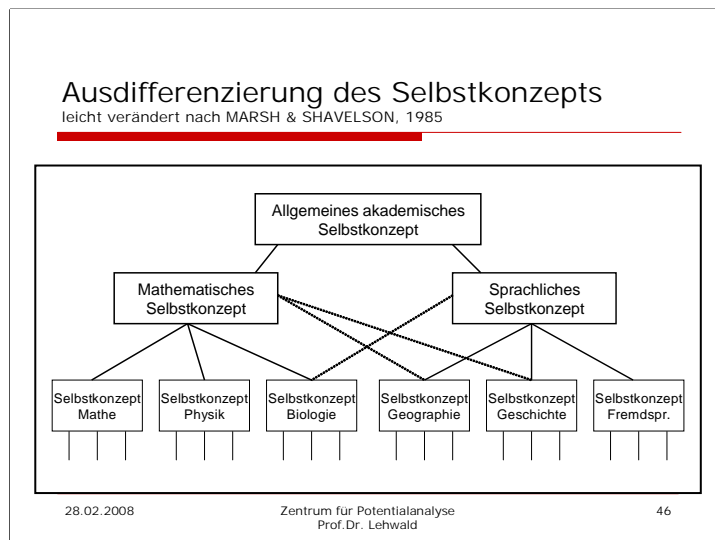 Ausdifferenzierung des Selbstkonzepts
leicht verändert nach MARSH & SHAVELSON, 1985
Allgemeines akademisches
Selbstkonzept
Mathematisches
Selbstkonzept
Sprachliches
Selbstkonzept
Selbstkonzept
Mathe
Selbstkonzept
Physik
Selbstkonzept
Biologie
Selbstkonzept
Geographie
Selbstkonzept
Geschichte
Selbstkonzept
Fremdspr.
28.02.2008
Zentrum für Potentialanalyse
Prof.Dr. Lehwald
46